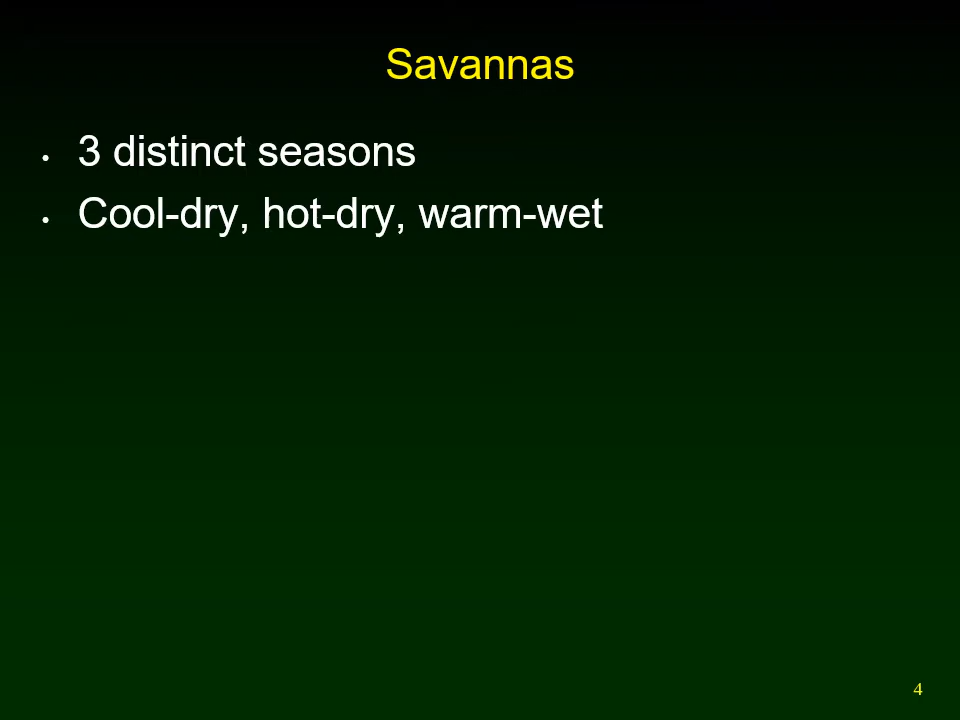 Savannas
• 3 distinct seasons
• Cool-dry, hot-dry, warm-wet
4